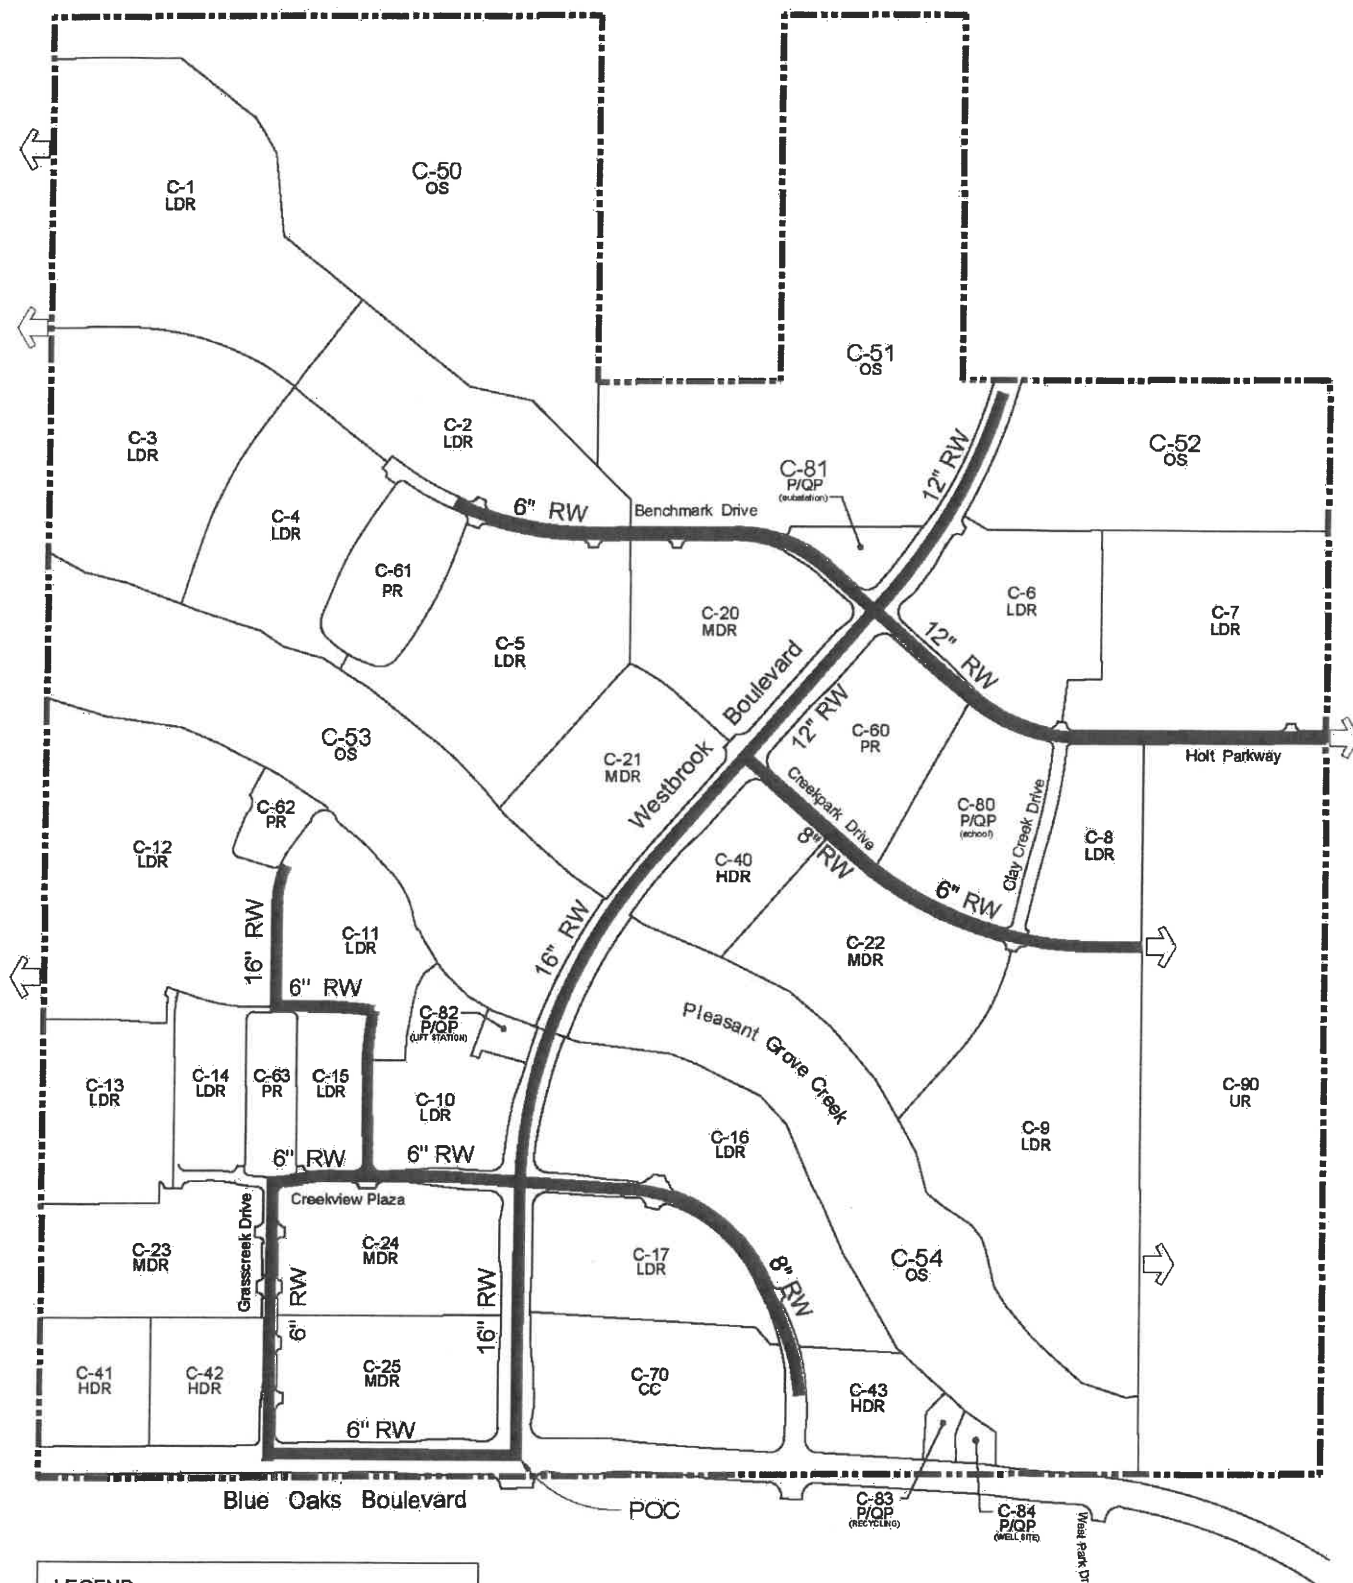 C-50
OS
C-1
LDR
C-51
OS
C-2
LDR
C-3
LDR
12" RW
C-52
OS
C-81
P/QP
(substation)
6" RW
Benchmark Drive
C-4
LDR
C-61
PR
C-6
LDR
C-7
LDR
C-20
MDR
12" RW
C-5
LDR
Westbrook Boulevard
12" RW
C-60
PR
C-53
OS
C-21
MDR
Holt Parkway
Creekpark Drive
8" RW
C-62
PR
C-80
P/QP
(school)
Clay Creek Drive
C-8
LDR
C-12
LDR
C-40
HDR
6" RW
16" RW
C-11
LDR
16" RW
C-22
MDR
6" RW
C-82
P/QP
(LIFT STATION)
Pleasant Grove Creek
C-13
LDR
C-14
LDR
C-63
PR
C-15
LDR
C-10
LDR
C-90
UR
C-16
LDR
C-9
LDR
6" RW
6" RW
Creekview Plaza
Grasscreek Drive
C-23
MDR
C-24
MDR
C-17
LDR
C-54
OS
8" RW
6" RW
16" RW
C-41
HDR
C-42
HDR
C-25
MDR
C-70
CC
C-43
HDR
6" RW
Blue Oaks Boulevard
POC
C-83
P/QP
(RECYCLING)
C-84
P/QP
(WELL SITE)
West Park Dr
LEGEND